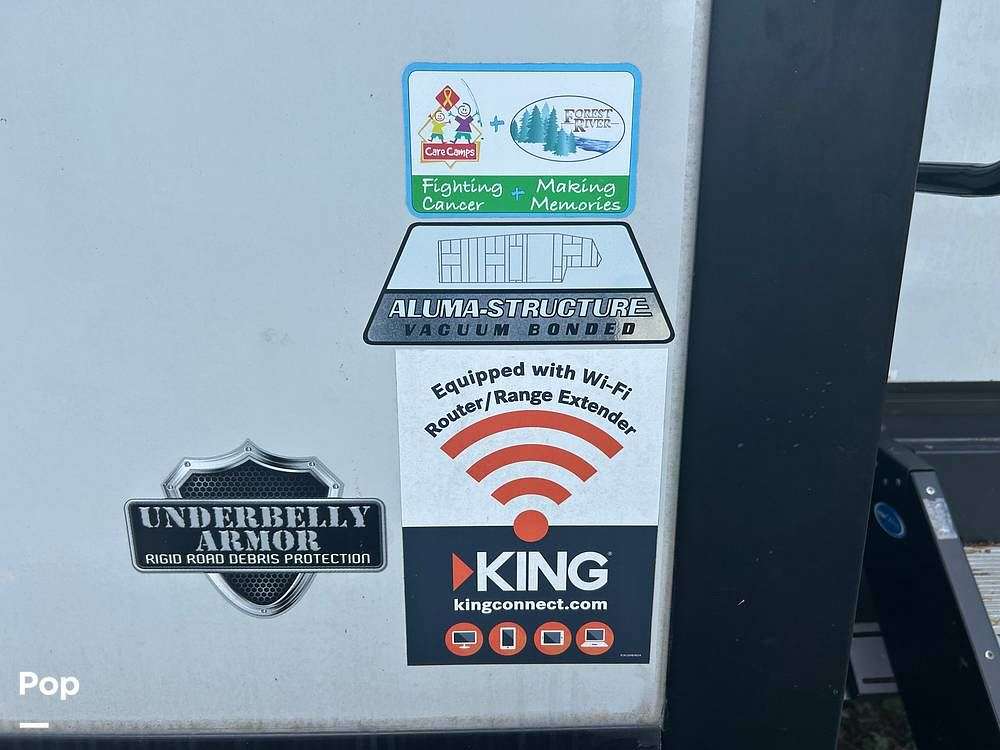 Care Camps
+
FOREST
RIVER
Fighting + Making
Cancer Memories
ALUMA-STRUCTURE
VACUUM BONDED
Equipped with Wi-Fi
Router/Range Extender
KING
kingconnect.com
UNDERBELLY
ARMOR
RIGID ROAD DEBRIS PROTECTION
Pop